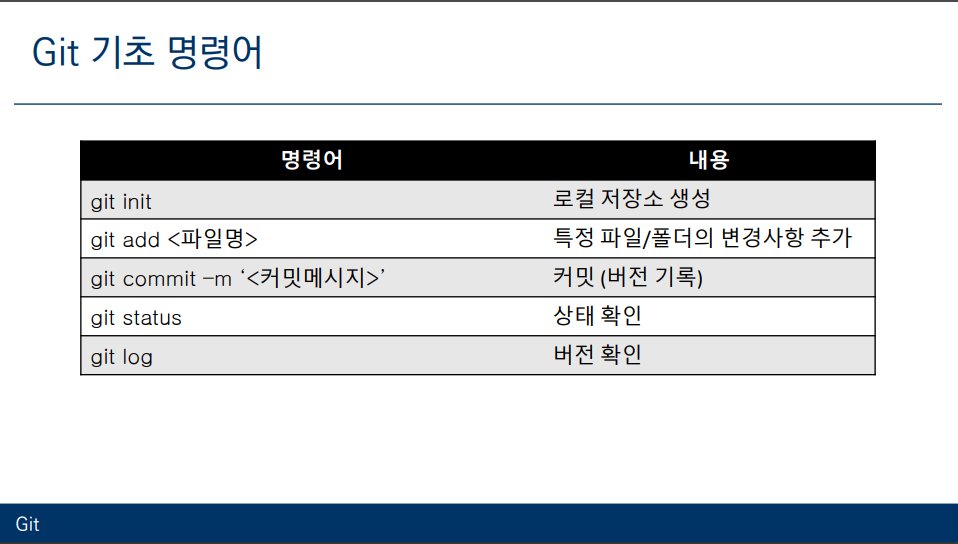 Git 기초 명령어
명령어 내용
git init 로컬 저장소 생성
git add <파일명> 특정 파일/폴더의 변경사항 추가
git commit –m ‘<커밋메시지>’ 커밋 (버전 기록)
git status 상태 확인
git log 버전 확인
Git